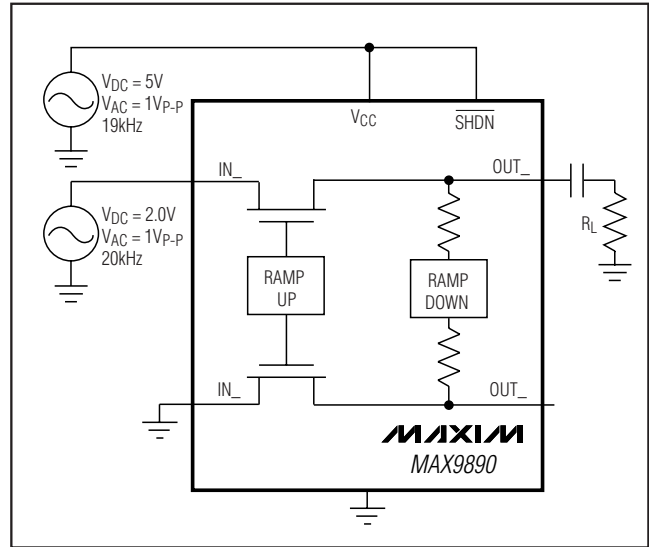 V_DC = 5V
V_AC = 1V_P-P
19kHz
V_CC
S̅H̅D̅N̅
IN_
OUT_
V_DC = 2.0V
V_AC = 1V_P-P
20kHz
R_L
RAMP
UP
RAMP
DOWN
IN_
OUT_
MAXIM
MAX9890